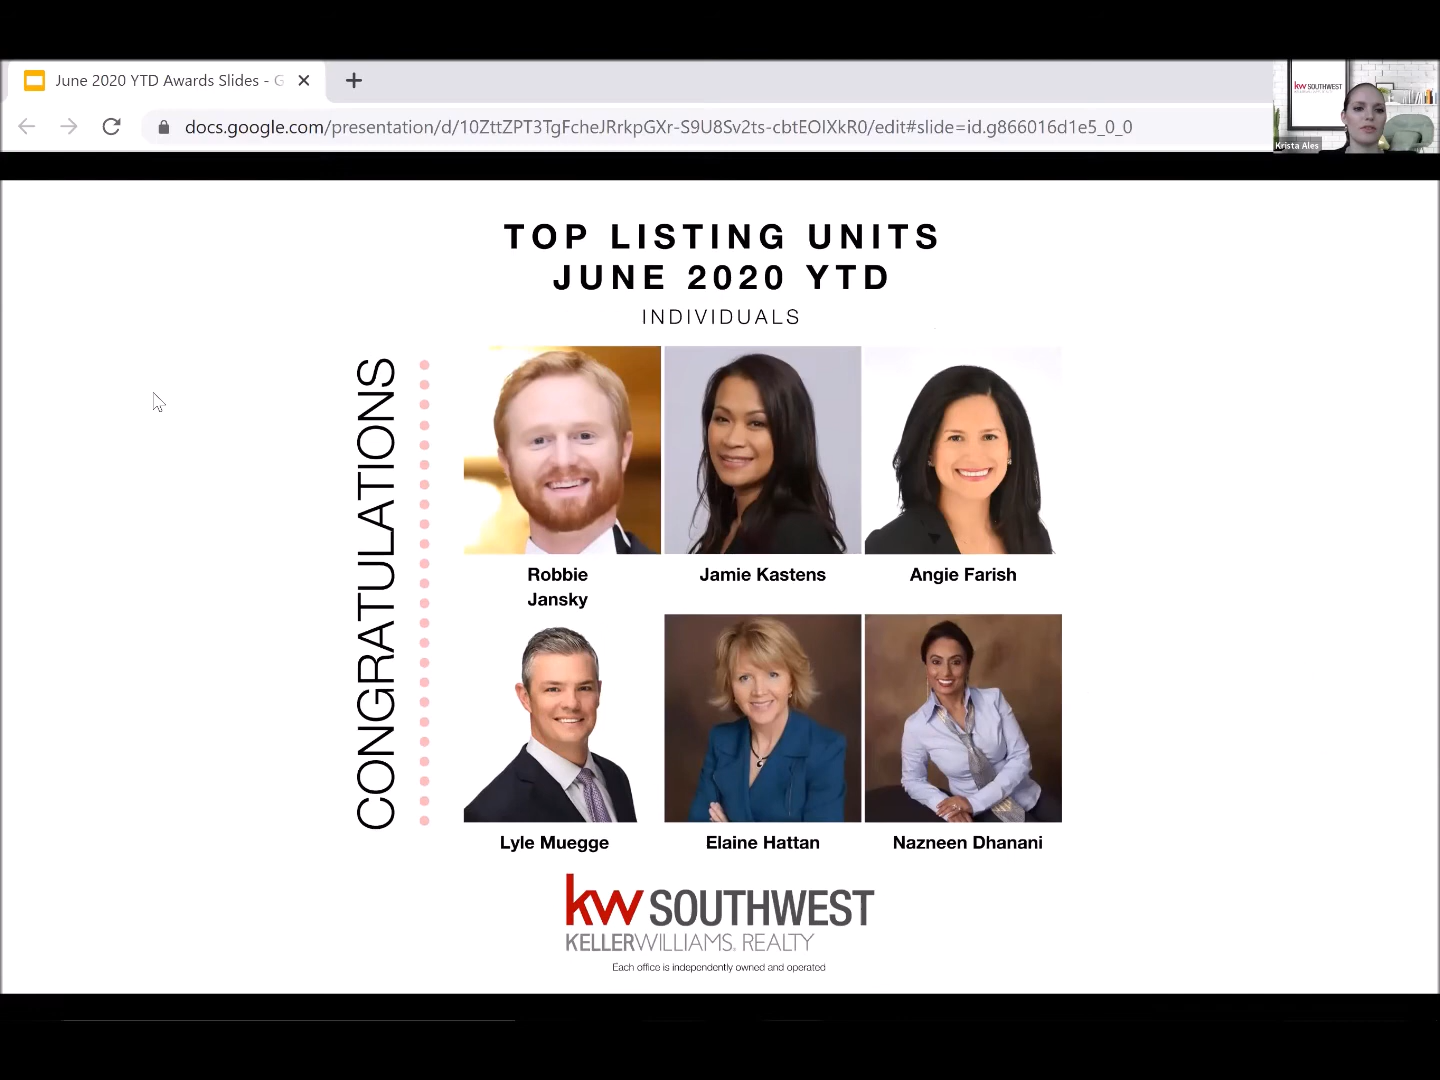 June 2020 YTD Awards Slides - G
docs.google.com/presentation/d/10ZttZPT3TgFcheJRrkpGXr-S9U8Sv2ts-cbtEOIXkR0/edit#slide=id.g866016d1e5_0_0
kw SOUTHWEST
Krista Ales
TOP LISTING UNITS
JUNE 2020 YTD
INDIVIDUALS
CONGRATULATIONS
Robbie
Jansky
Jamie Kastens
Angie Farish
Lyle Muegge
Elaine Hattan
Nazneen Dhanani
kw SOUTHWEST
KELLERWILLIAMS. REALTY
Each office is independently owned and operated